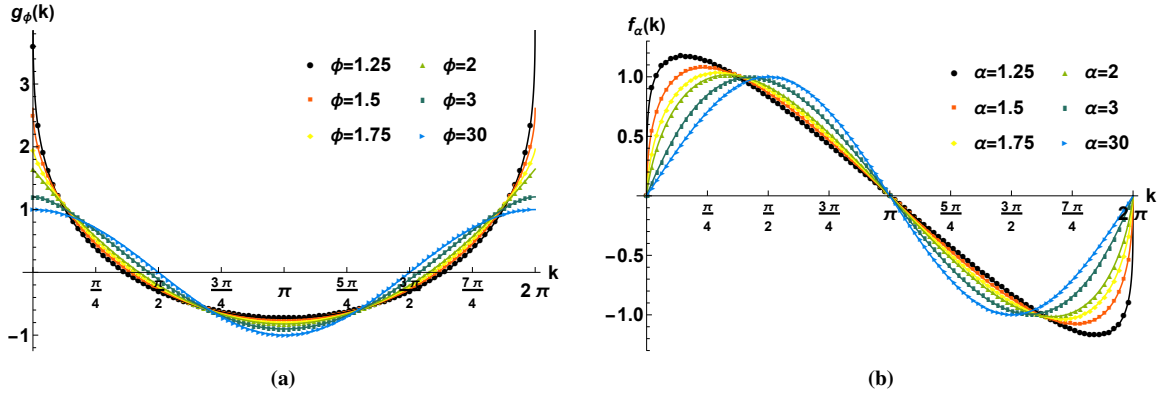 g_ϕ(k)
3
2
1
−1
ϕ=1.25 ϕ=2
ϕ=1.5 ϕ=3
ϕ=1.75 ϕ=30
π/4 π/2 3π/4 π 5π/4 3π/2 7π/4 2π k
(a)
f_α(k)
1.0
0.5
−0.5
−1.0
α=1.25 α=2
α=1.5 α=3
α=1.75 α=30
π/4 π/2 3π/4 π 5π/4 3π/2 7π/4 2π k
(b)